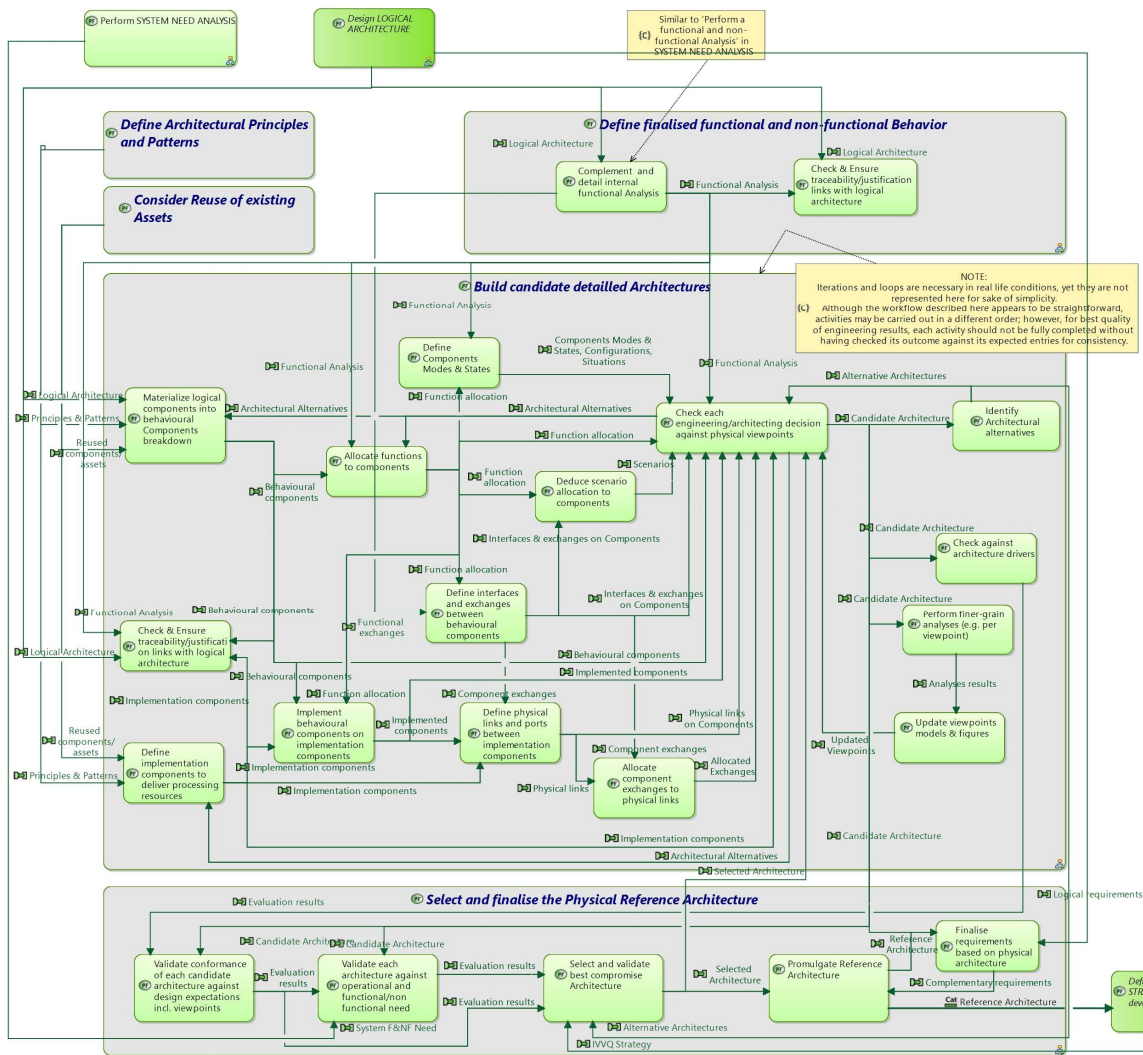 Perform SYSTEM NEED ANALYSIS
Design LOGICAL
ARCHITECTURE
Similar to 'Perform a
functional and non-
functional Analysis' in
SYSTEM NEED ANALYSIS
{C}
Define Architectural Principles
and Patterns
Define finalised functional and non-functional Behavior
Logical Architecture
Logical Architecture
Complement and
detail internal
functional Analysis
Functional Analysis
Check & Ensure
traceability/justification
links with logical
architecture
Consider Reuse of existing
Assets
NOTE:
Iterations and loops are necessary in real life conditions, yet they are not
represented here for sake of simplicity.
{C}
Although the workflow described here appears to be straightforward,
activities may be carried out in a different order; however, for best quality
of engineering results, each activity should not be fully completed without
having checked its outcome against its expected entries for consistency.
Build candidate detailled Architectures
Functional Analysis
Define
Components
Modes & States
Components Modes &
States, Configurations,
Situations
Functional Analysis
Functional Analysis
Alternative Architectures
Logical Architecture
Function allocation
Materialize logical
components into
behavioural
Components
breakdown
Architectural Alternatives
Architectural Alternatives
Check each
engineering/architecting decision
against physical viewpoints
Candidate Architecture
Identify
Architectural
alternatives
Principles & Patterns
Reused
components/
assets
Function allocation
Allocate functions
to components
Scenarios
Function
allocation
Deduce scenario
allocation to
components
Behavioural
components
Candidate Architecture
Interfaces & exchanges on Components
Check against
architecture drivers
Function allocation
Define interfaces
and exchanges
between
behavioural
components
Interfaces & exchanges
on Components
Candidate Architecture
Functional Analysis
Behavioural components
Functional
exchanges
Perform finer-grain
analyses (e.g. per
viewpoint)
Check & Ensure
traceability/justificati
on links with logical
architecture
Logical Architecture
Behavioural components
Behavioural components
Implemented components
Analyses results
Implementation components
Function allocation
Component exchanges
Implement
behavioural
components on
implementation
components
Implemented
components
Define physical
links and ports
between
implementation
components
Physical links
on Components
Update viewpoints
models & figures
Updated
Viewpoints
Reused
components/
assets
Define
implementation
components to
deliver processing
resources
Implementation components
Component exchanges
Allocated
Exchanges
Allocate
component
exchanges to
physical links
Principles & Patterns
Implementation components
Physical links
Implementation components
Candidate Architecture
Architectural Alternatives
Selected Architecture
Select and finalise the Physical Reference Architecture
Logical requirements
Evaluation results
Candidate Architecture
Candidate Architecture
Reference
Architecture
Finalise
requirements
based on physical
architecture
Validate conformance
of each candidate
architecture against
design expectations
incl. viewpoints
Evaluation
results
Validate each
architecture against
operational and
functional/non
functional need
Evaluation results
Select and validate
best compromise
Architecture
Selected
Architecture
Promulgate Reference
Architecture
Complementary requirements
Evaluation results
Cat
Reference Architecture
System F&NF Need
Alternative Architectures
IVVQ Strategy